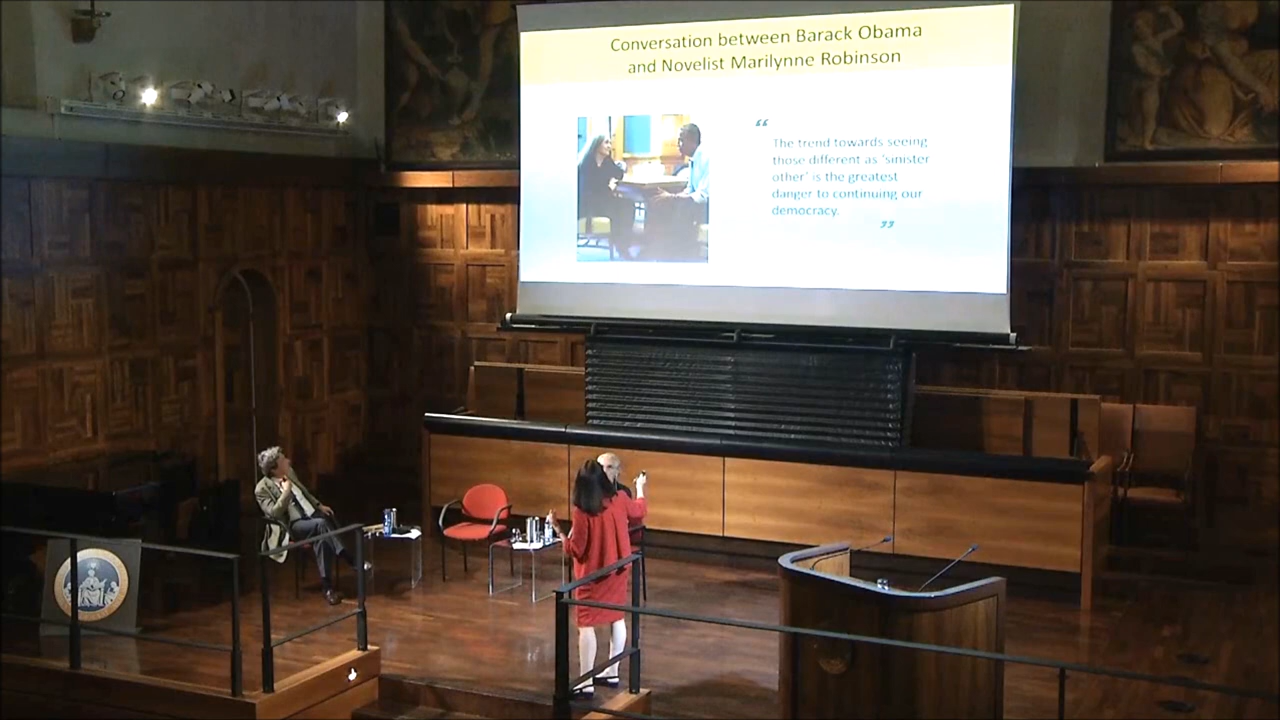 Conversation between Barack Obama
and Novelist Marilynne Robinson
“
The trend towards seeing
those different as 'sinister
other' is the greatest
danger to continuing our
democracy.
”